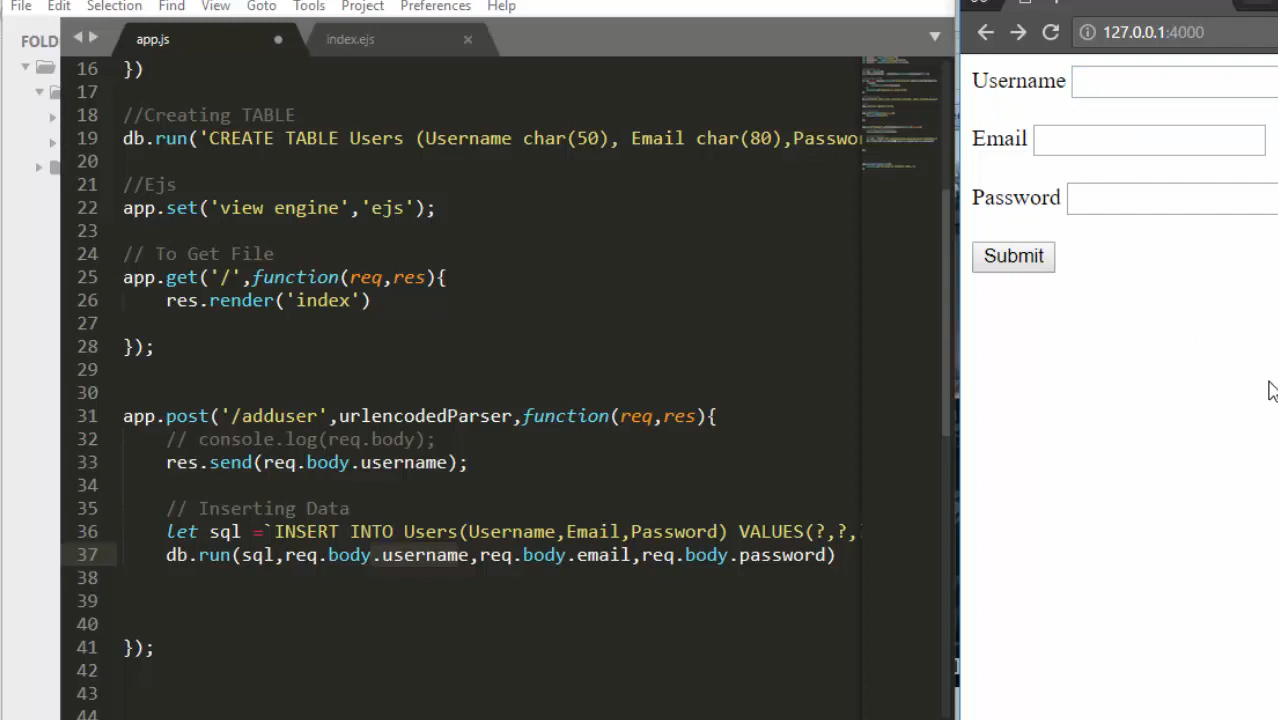 File Edit Selection Find View Goto Tools Project Preferences Help
FOLD
app.js
index.ejs
127.0.0.1:4000
16 })
17
18 //Creating TABLE
19 db.run('CREATE TABLE Users (Username char(50), Email char(80),Passwo
20
21 //Ejs
22 app.set('view engine','ejs');
23
24 // To Get File
25 app.get('/',function(req,res){
26 res.render('index')
27
28 });
29
30
31 app.post('/adduser',urlencodedParser,function(req,res){
32 // console.log(req.body);
33 res.send(req.body.username);
34
35 // Inserting Data
36 let sql =`INSERT INTO Users(Username,Email,Password) VALUES(?,?,
37 db.run(sql,req.body.username,req.body.email,req.body.password)
38
39
40
41 });
42
43
44
Username
Email
Password
Submit